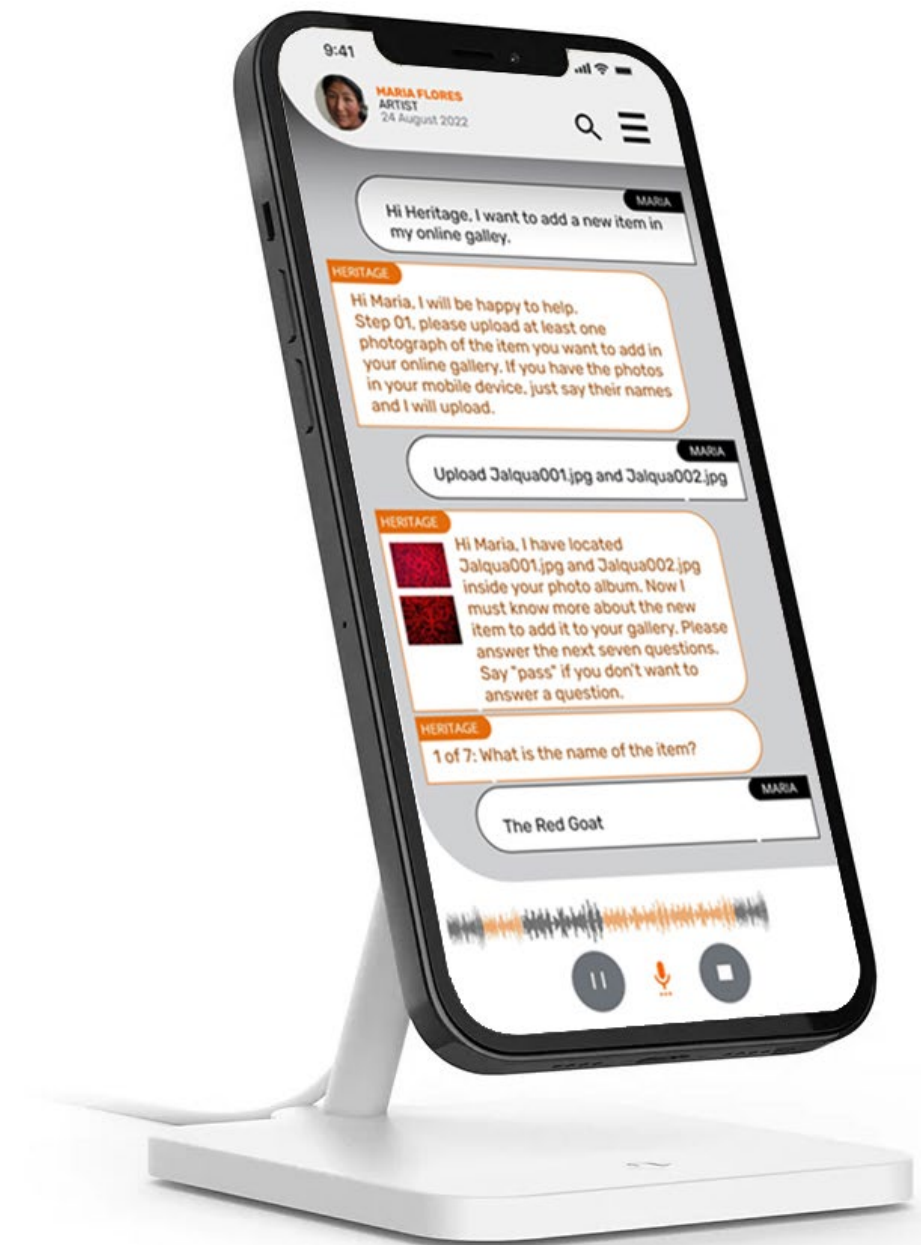 9:41
MARIA FLORES
ARTIST
24 August 2022
MARIA
Hi Heritage, I want to add a new item in
my online galley.
HERITAGE
Hi Maria, I will be happy to help.
Step 01, please upload at least one
photograph of the item you want to add in
your online gallery. If you have the photos
in your mobile device, just say their names
and I will upload.
MARIA
Upload Jalqua001.jpg and Jalqua002.jpg
HERITAGE
Hi Maria, I have located
Jalqua001.jpg and Jalqua002.jpg
inside your photo album. Now I
must know more about the new
item to add it to your gallery. Please
answer the next seven questions.
Say "pass" if you don't want to
answer a question.
HERITAGE
1 of 7: What is the name of the item?
MARIA
The Red Goat